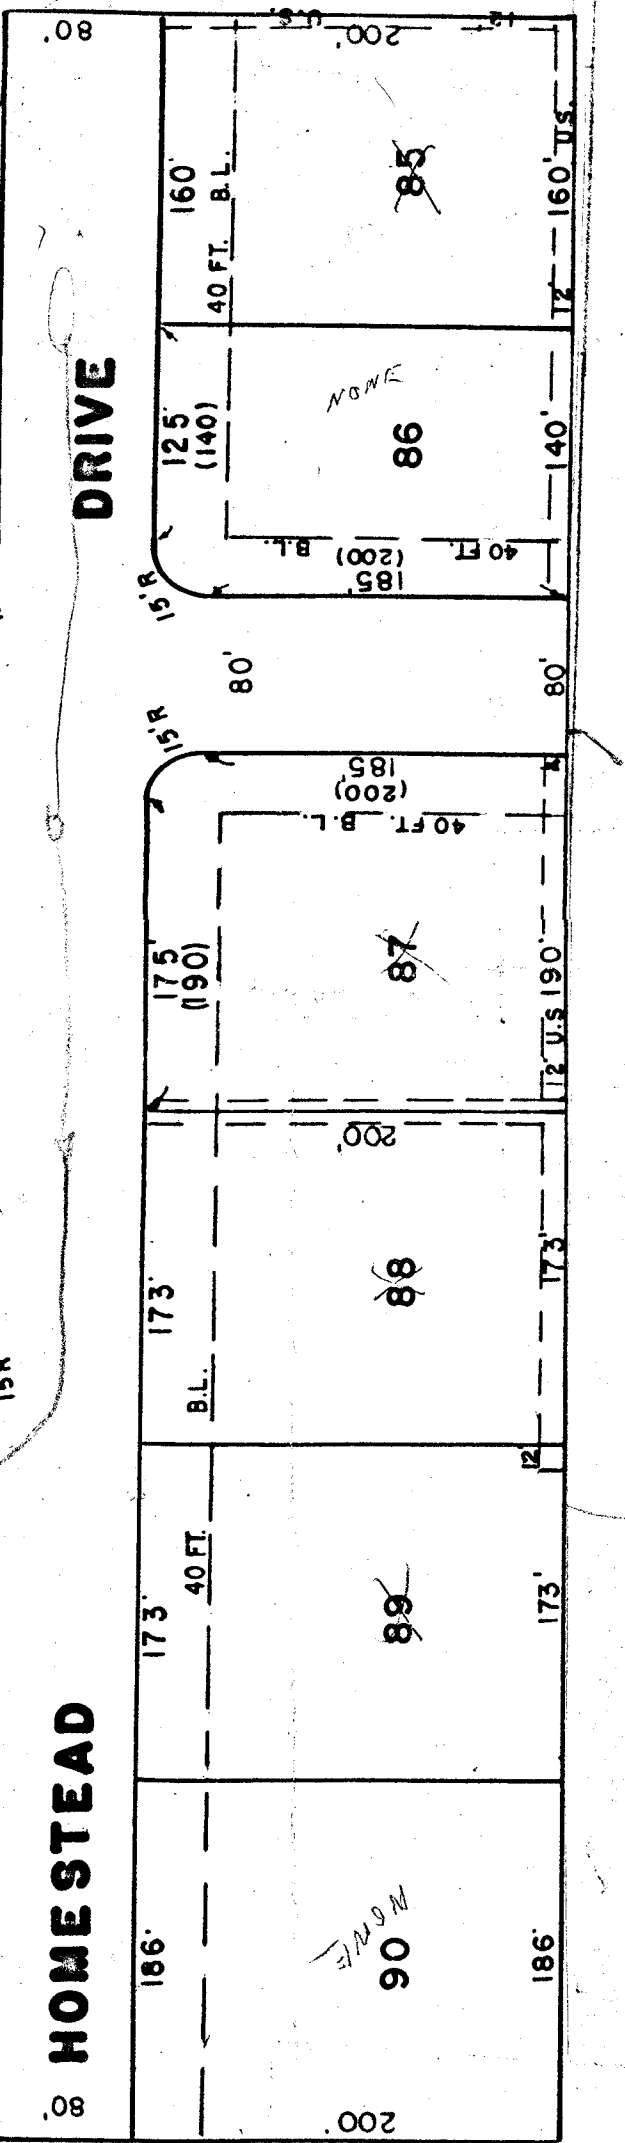 HOMESTEAD DRIVE
80'
80'
15'R
186'
173'
173'
175'
(190)
15'R
80'
15'R
125'
(140)
160'
40 FT.
B.L.
40 FT. B.L.
200'
90
NONE
89
88
200'
87
40 FT. B.L.
185'
(200)
185'
(200)
40 FT. B.L.
86
NONE
85
200'
U.S.
12'
186'
173'
12'
173'
12' U.S.
190'
80'
140'
12'
160'
U.S.